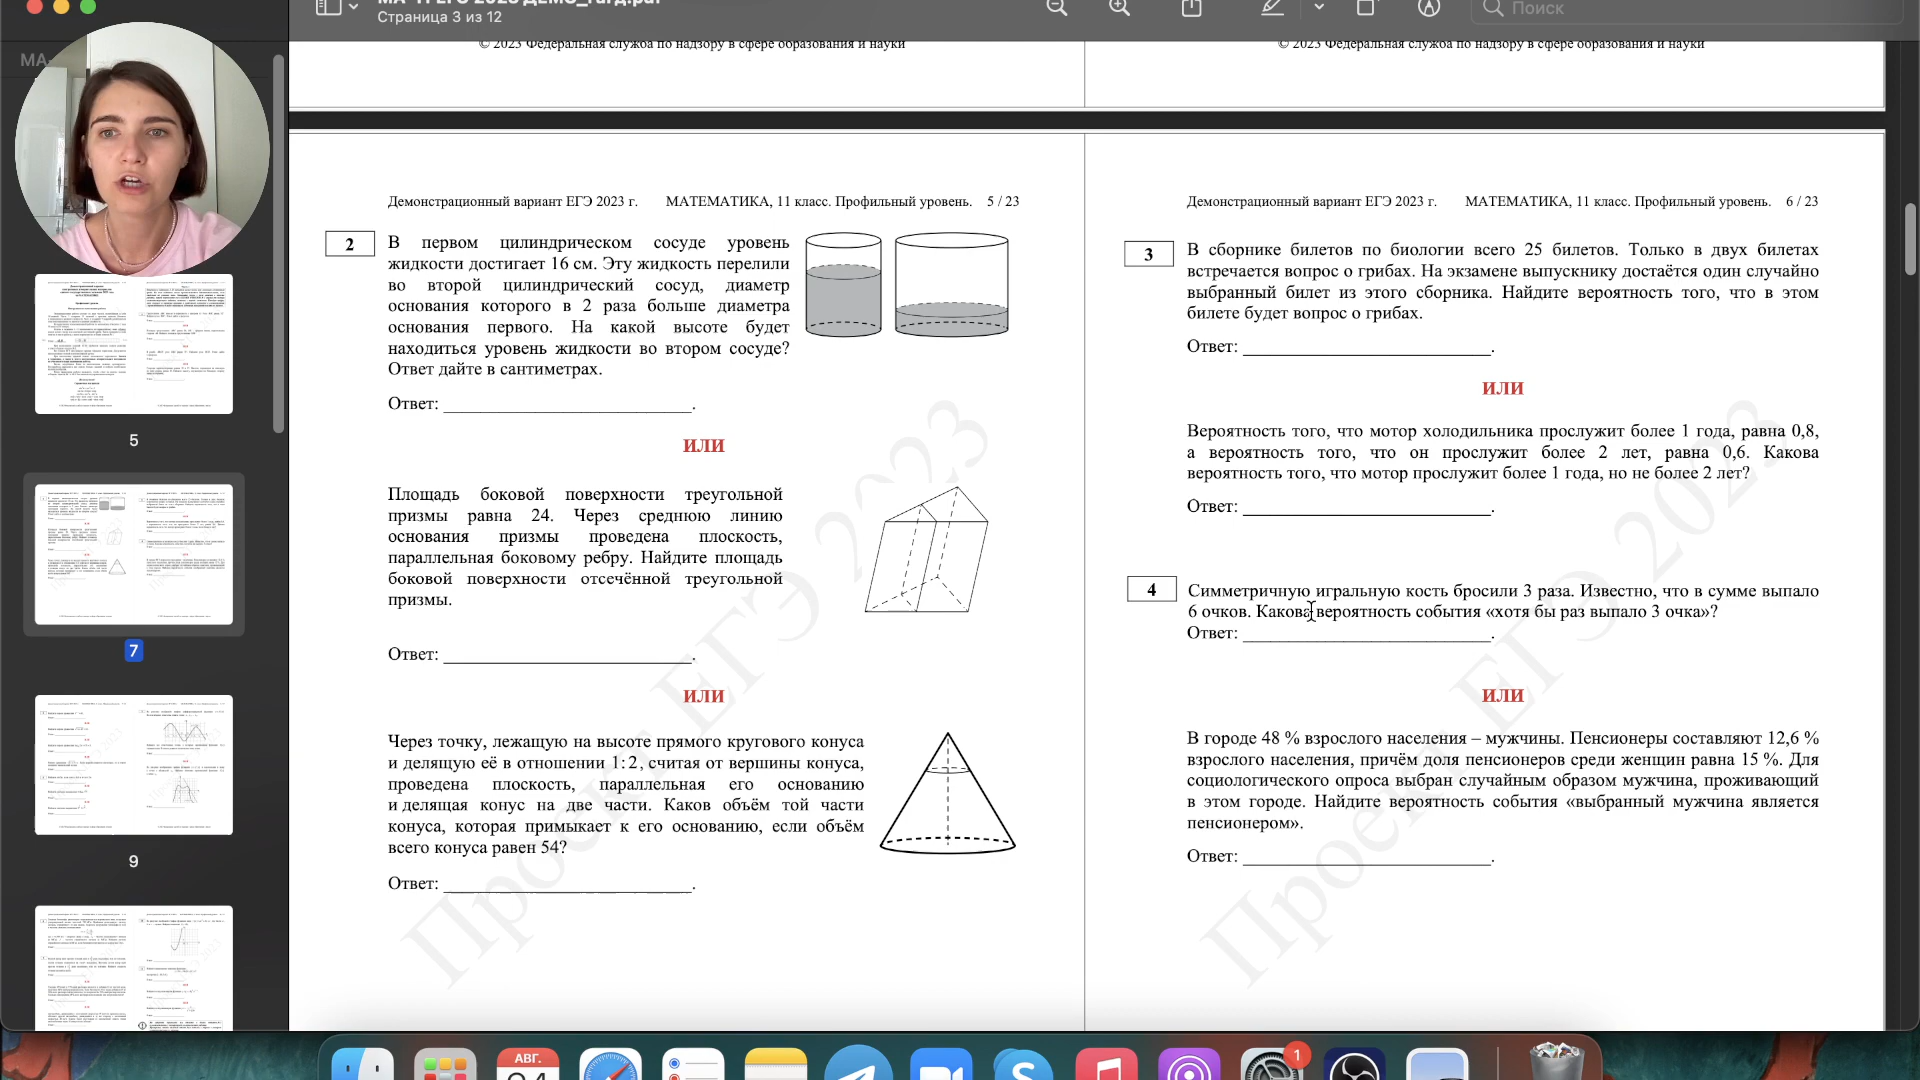 Страница 3 из 12
Поиск
МА-
© 2023 Федеральная служба по надзору в сфере образования и науки
© 2023 Федеральная служба по надзору в сфере образования и науки
5
7
9
Демонстрационный вариант ЕГЭ 2023 г. МАТЕМАТИКА, 11 класс. Профильный уровень. 5 / 23
2
В первом цилиндрическом сосуде уровень
жидкости достигает 16 см. Эту жидкость перелили
во второй цилиндрический сосуд, диаметр
основания которого в 2 раза больше диаметра
основания первого. На какой высоте будет
находиться уровень жидкости во втором сосуде?
Ответ дайте в сантиметрах.
Ответ: ___________________________.
ИЛИ
Площадь боковой поверхности треугольной
призмы равна 24. Через среднюю линию
основания призмы проведена плоскость,
параллельная боковому ребру. Найдите площадь
боковой поверхности отсечённой треугольной
призмы.
Ответ: ___________________________.
ИЛИ
Через точку, лежащую на высоте прямого кругового конуса
и делящую её в отношении 1:2, считая от вершины конуса,
проведена плоскость, параллельная его основанию
и делящая конус на две части. Каков объём той части
конуса, которая примыкает к его основанию, если объём
всего конуса равен 54?
Ответ: ___________________________.
Проект ЕГЭ 2023
Демонстрационный вариант ЕГЭ 2023 г. МАТЕМАТИКА, 11 класс. Профильный уровень. 6 / 23
3
В сборнике билетов по биологии всего 25 билетов. Только в двух билетах
встречается вопрос о грибах. На экзамене выпускнику достаётся один случайно
выбранный билет из этого сборника. Найдите вероятность того, что в этом
билете будет вопрос о грибах.
Ответ: ___________________________.
ИЛИ
Вероятность того, что мотор холодильника прослужит более 1 года, равна 0,8,
а вероятность того, что он прослужит более 2 лет, равна 0,6. Какова
вероятность того, что мотор прослужит более 1 года, но не более 2 лет?
Ответ: ___________________________.
4
Симметричную игральную кость бросили 3 раза. Известно, что в сумме выпало
6 очков. Какова вероятность события «хотя бы раз выпало 3 очка»?
Ответ: ___________________________.
ИЛИ
В городе 48 % взрослого населения – мужчины. Пенсионеры составляют 12,6 %
взрослого населения, причём доля пенсионеров среди женщин равна 15 %. Для
социологического опроса выбран случайным образом мужчина, проживающий
в этом городе. Найдите вероятность события «выбранный мужчина является
пенсионером».
Ответ: ___________________________.
Проект ЕГЭ 2023
АВГ.
1